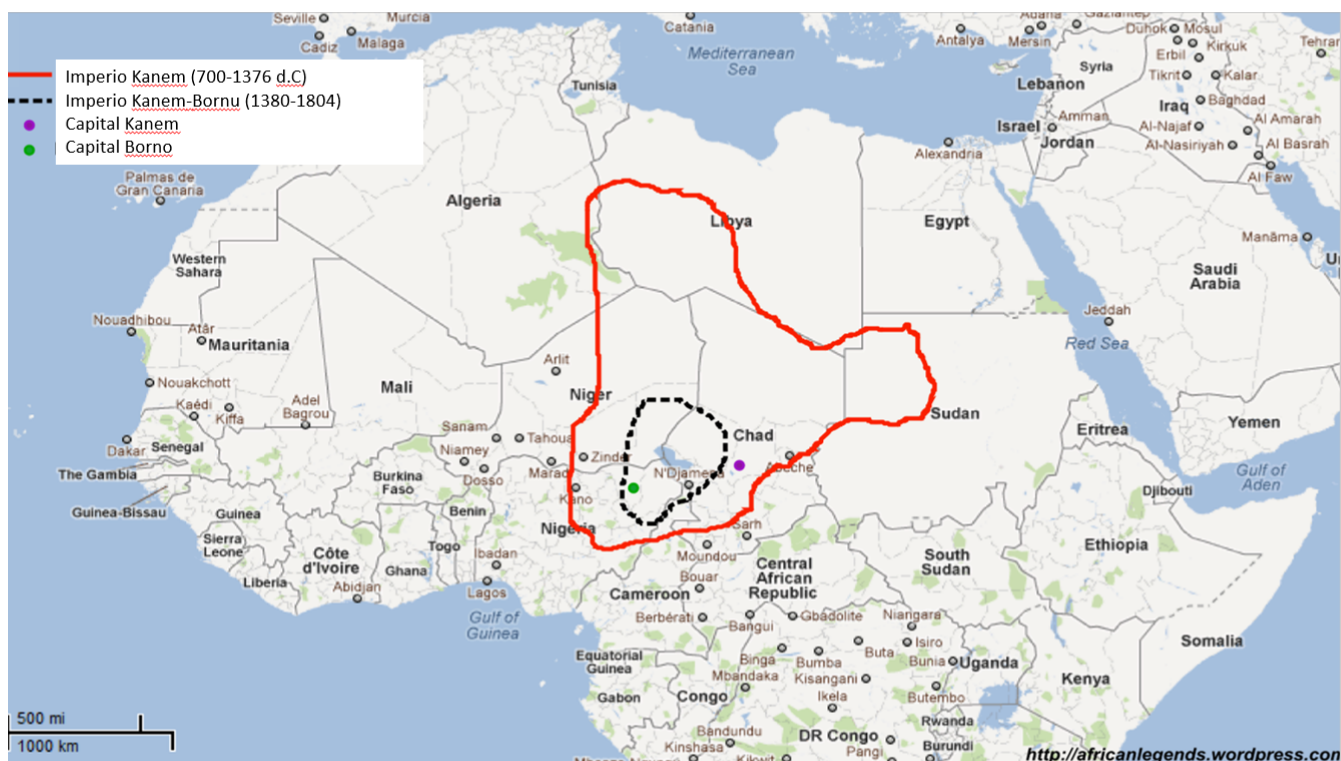 Seville
Murcia
Cadiz
Malaga
Catania
Mediterranean
Sea
Antalya
Adana
Mersin
Gaziantep
Duhok
Mosul
Erbil
Kirkuk
Tehran
Syria
Tikrit
Kalar
Lebanon
Iraq
Baghdad
Israel
Amman
Jordan
Al-Najaf
Al Amarah
Al-Nasiriyah
Al Basrah
Al Faw
Imperio Kanem (700-1376 d.C)
Imperio Kanem-Bornu (1380-1804)
Capital Kanem
Capital Borno
Tunisia
Alexandria
Palmas de
Gran Canaria
Algeria
Libya
Egypt
Manāma
Western
Sahara
Saudi
Arabia
Nouadhibou
Atâr
Mauritania
Jeddah
Red Sea
Nouakchott
Mali
Arlit
Niger
Kaédi
Kiffa
Adel
Bagrou
Sanam
Tahoua
Chad
Sudan
Eritrea
Yemen
Dakar
Senegal
Niamey
Dosso
Zinde
Marad
N'Djamena
Abéché
The Gambia
Burkina
Faso
Kano
Gulf of
Aden
Djibouti
Guinea-Bissau
Guinea
Benin
Nigeria
Sarh
Sierra
Leone
Côte
d'Ivoire
Togo
Ghana
Ibadan
Moundou
Central
African
Republic
South
Sudan
Ethiopia
Liberia
Abidjan
Lagos
Bouar
Cameroon
Gulf of
Guinea
Berbérati
Bangui
Gbadolite
Niangara
Isiro
Somalia
Equatorial
Guinea
Binga
Bumba
Buta
Bunia
Uganda
Mbandaka
Kisangani
Gabon
Congo
Ikela
Butembo
Kenya
Rwanda
Bandundu
DR Congo
Burundi
Kinshasa
Pangi
Kikwit
500 mi
1000 km
http://africanlegends.wordpress.com